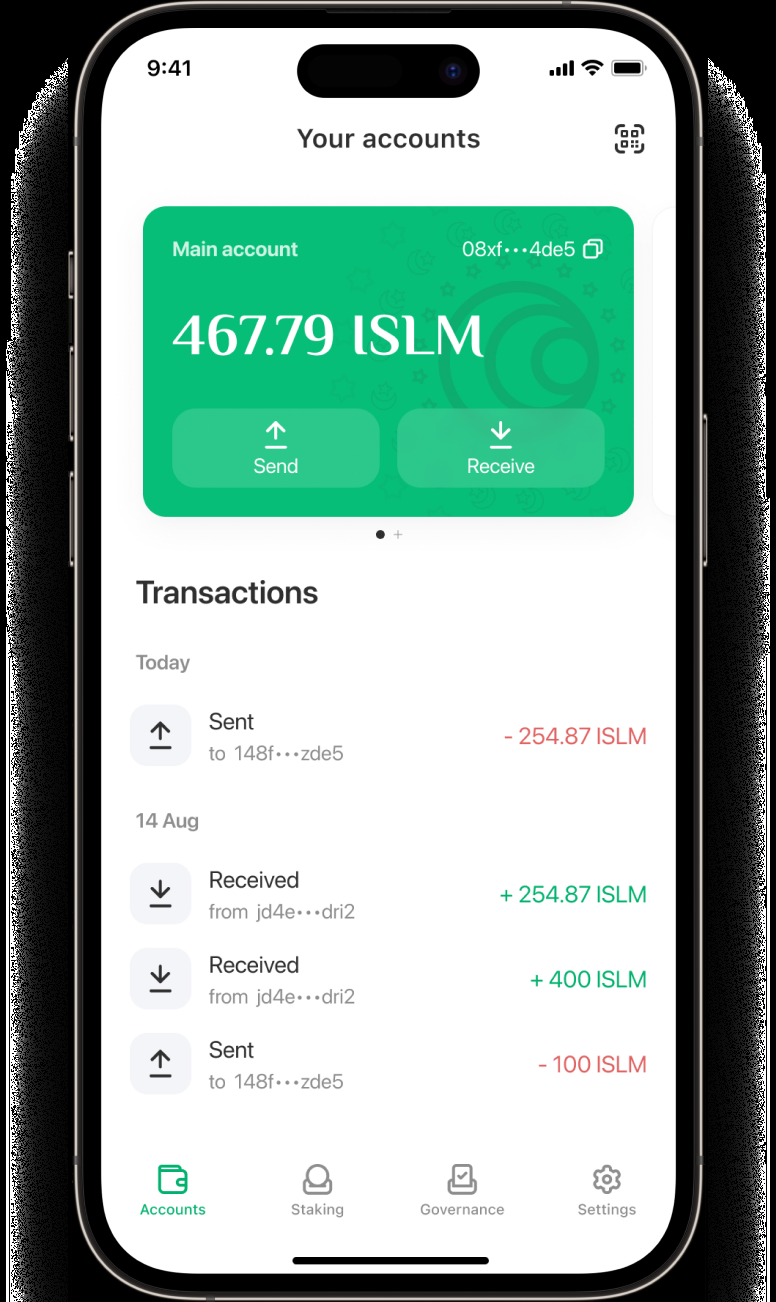 9:41
Your accounts
Main account 08xf•••4de5
467.79 ISLM
Send Receive
Transactions
Today
Sent
- 254.87 ISLM
to 148f•••zde5
14 Aug
Received
+ 254.87 ISLM
from jd4e•••dri2
Received
+ 400 ISLM
from jd4e•••dri2
Sent
- 100 ISLM
to 148f•••zde5
Accounts Staking Governance Settings